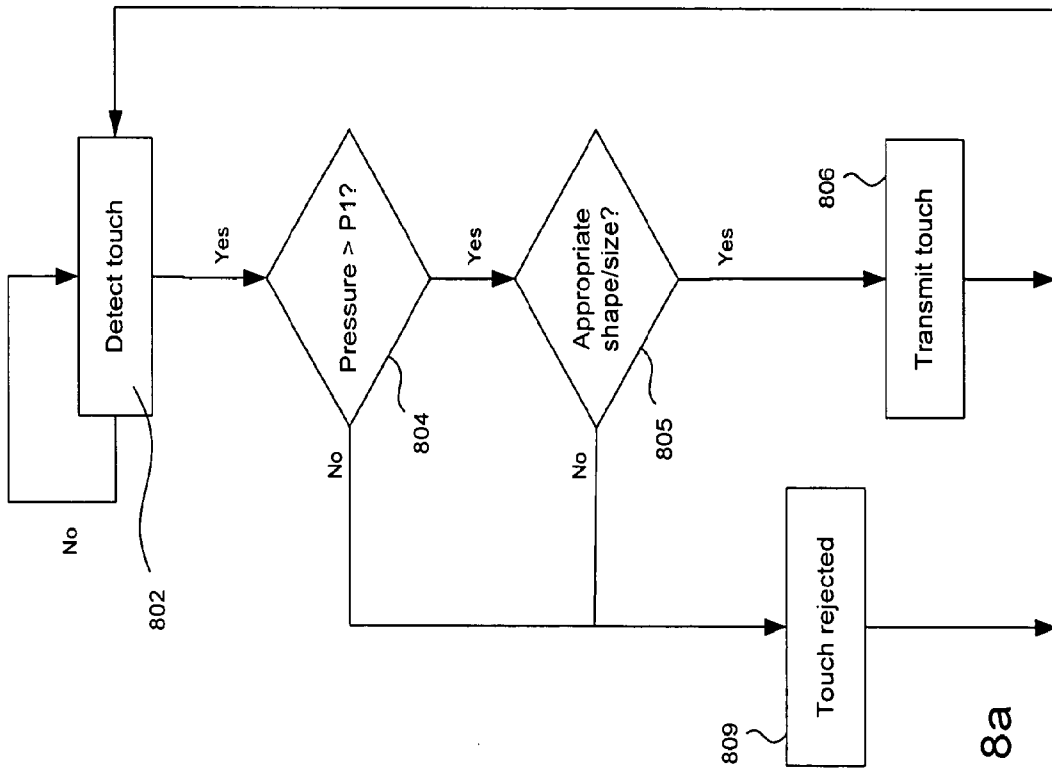 Detect touch
No
802
Yes
Pressure > P1?
804
No
Yes
Appropriate
shape/size?
805
No
Yes
806
Transmit touch
809
Touch rejected
8a